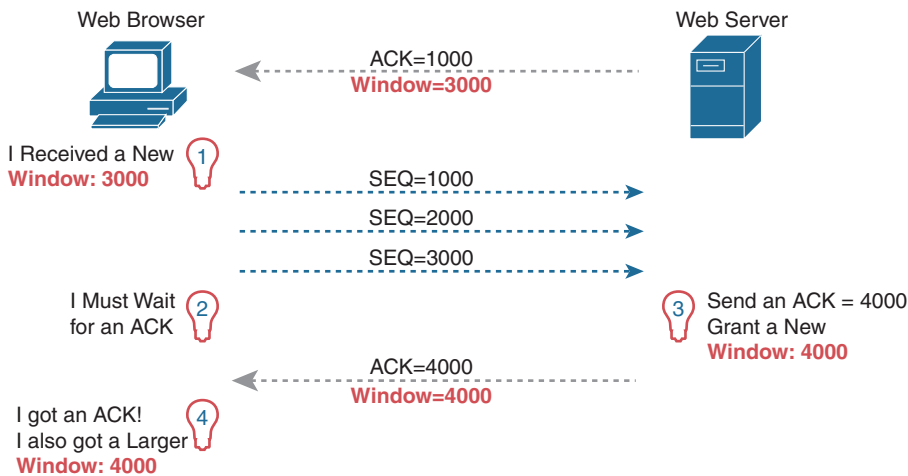 Web Browser
Web Server
ACK=1000
Window=3000
I Received a New
Window: 3000
1
SEQ=1000
SEQ=2000
SEQ=3000
I Must Wait
for an ACK
2
3
Send an ACK = 4000
Grant a New
Window: 4000
ACK=4000
Window=4000
I got an ACK!
I also got a Larger
Window: 4000
4